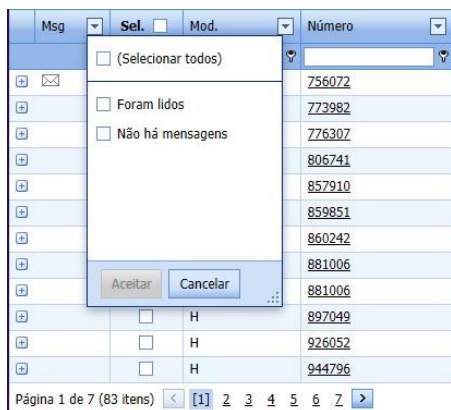 Msg Sel. Mod. Número
(Selecionar todos)
Foram lidos
Não há mensagens
Aceitar Cancelar
756072
773982
776307
806741
857910
859851
860242
881006
881006
H 897049
H 926052
H 944796
Página 1 de 7 (83 itens) < [1] 2 3 4 5 6 7 >